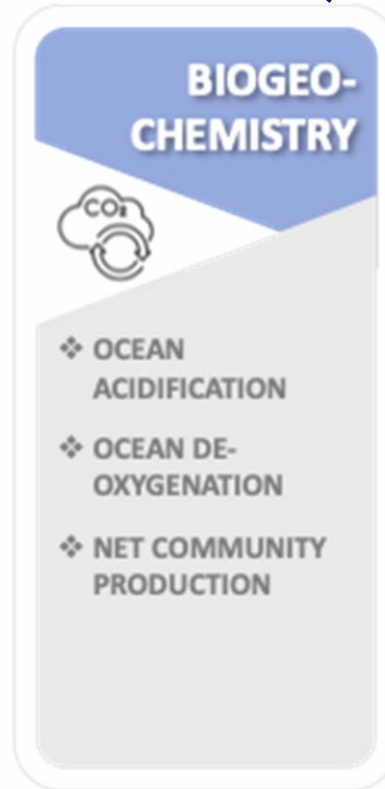 BIOGEO-
CHEMISTRY
CO₂
❖ OCEAN
ACIDIFICATION
❖ OCEAN DE-
OXYGENATION
❖ NET COMMUNITY
PRODUCTION